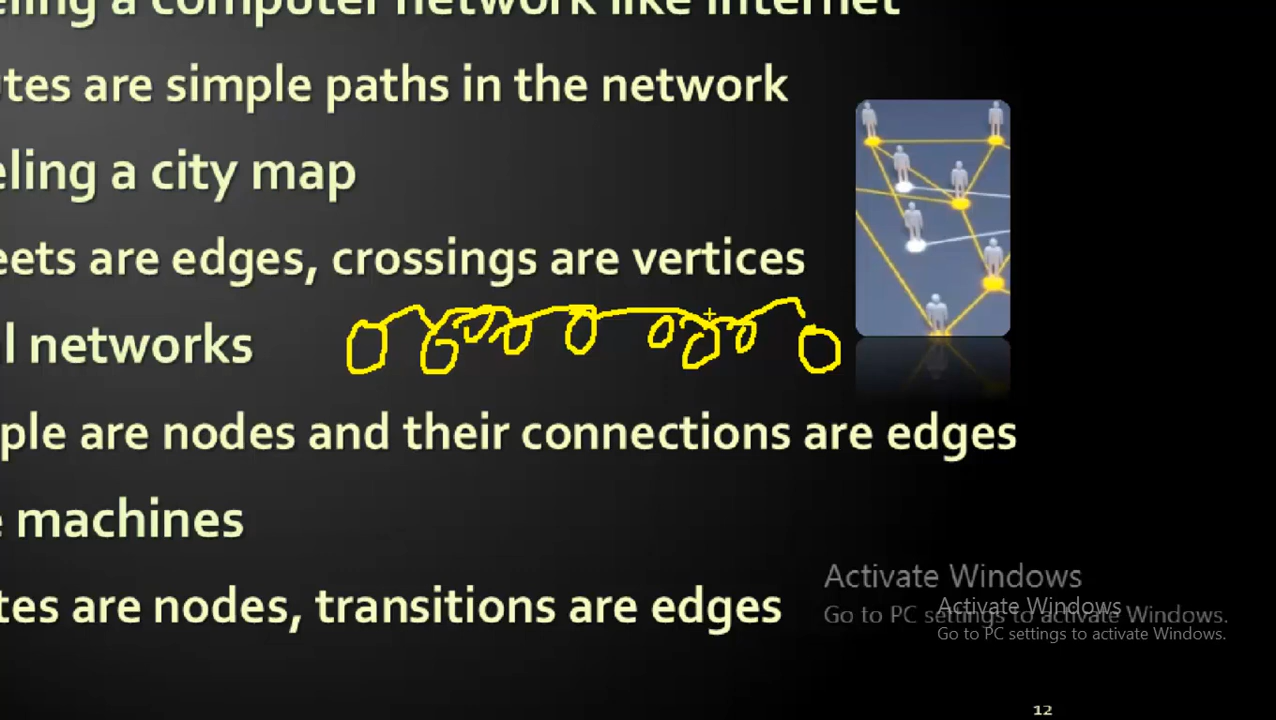 eling a computer network like internet
tes are simple paths in the network
eling a city map
eets are edges, crossings are vertices
l networks
ple are nodes and their connections are edges
e machines
tes are nodes, transitions are edges
Activate Windows
Go to PC settings to activate Windows.
Activate Windows
Go to PC settings to activate Windows.
12